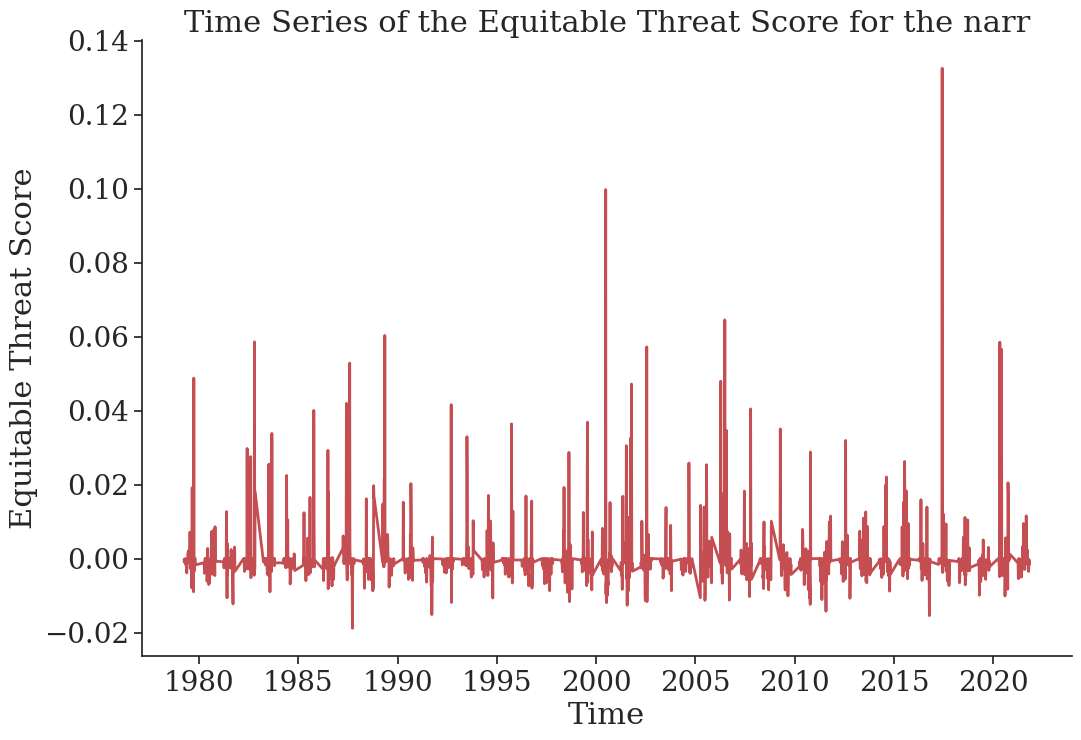 Time Series of the Equitable Threat Score for the narr
0.14
0.12
0.10
0.08
0.06
0.04
0.02
0.00
−0.02
Equitable Threat Score
1980 1985 1990 1995 2000 2005 2010 2015 2020
Time